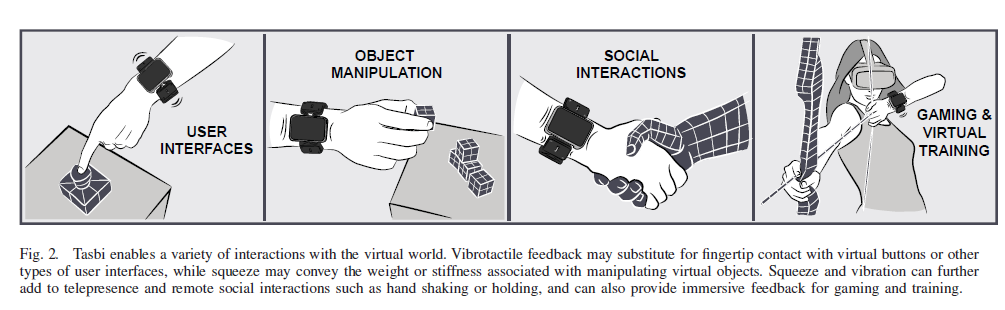 USER
INTERFACES
OBJECT
MANIPULATION
SOCIAL
INTERACTIONS
GAMING &
VIRTUAL
TRAINING
Fig. 2. Tasbi enables a variety of interactions with the virtual world. Vibrotactile feedback may substitute for fingertip contact with virtual buttons or other
types of user interfaces, while squeeze may convey the weight or stiffness associated with manipulating virtual objects. Squeeze and vibration can further
add to telepresence and remote social interactions such as hand shaking or holding, and can also provide immersive feedback for gaming and training.